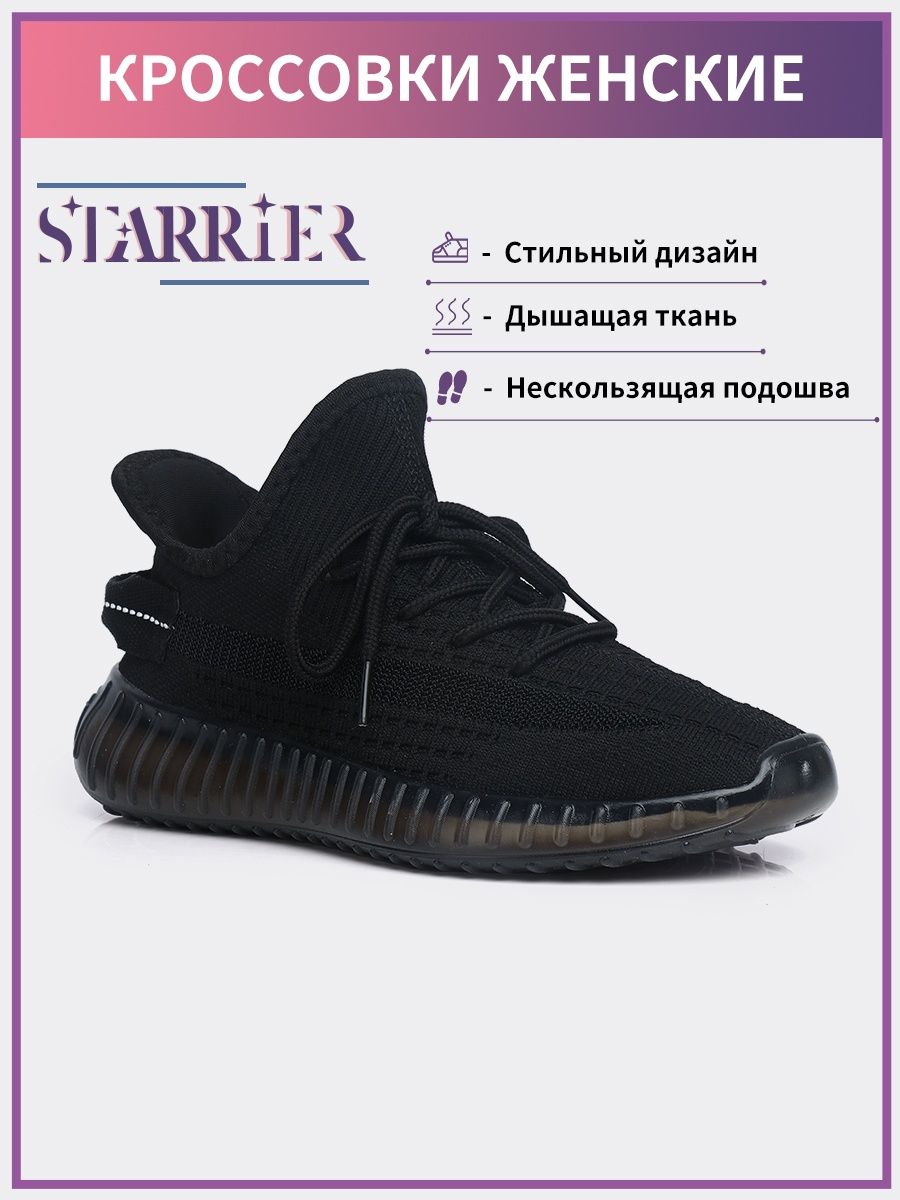 КРОССОВКИ ЖЕНСКИЕ
STARRiER
- Стильный дизайн
- Дышащая ткань
- Нескользящая подошва